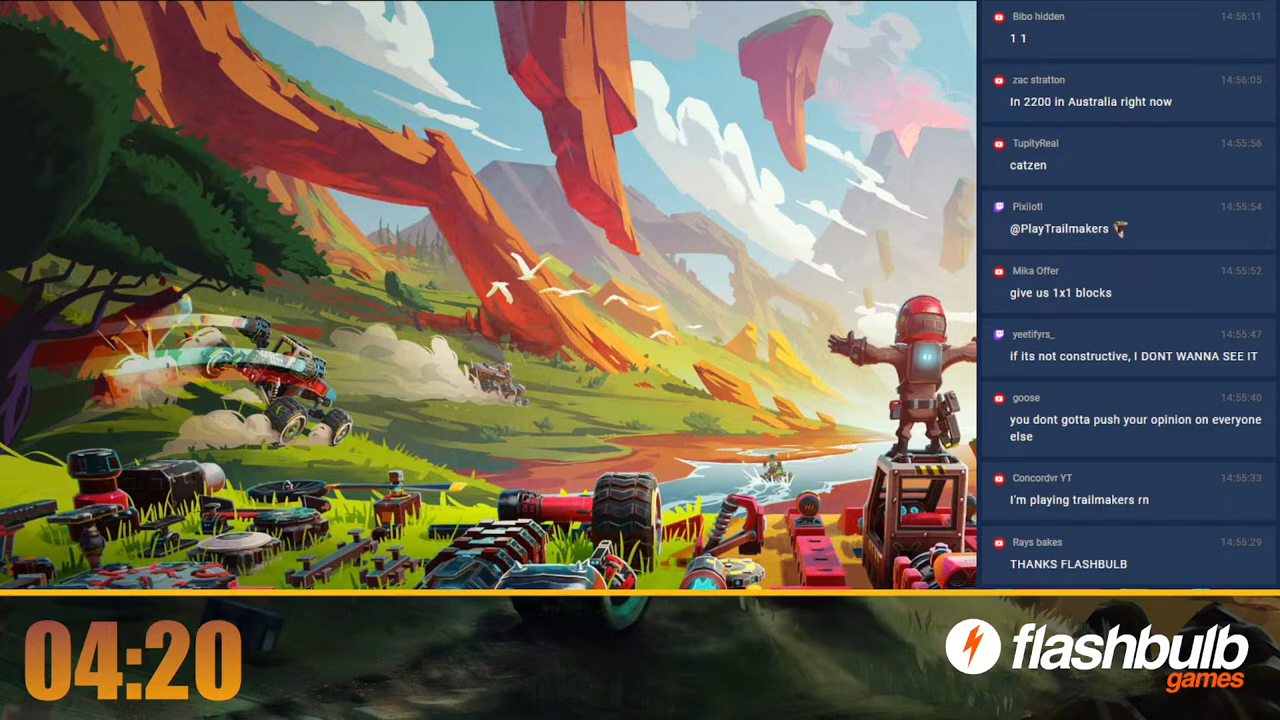 Bibo hidden 14:56:11
1 1
zac stratton 14:56:05
In 2200 in Australia right now
TupityReal 14:55:56
catzen
Pixiloti 14:55:54
@PlayTrailmakers
Mika Offer 14:55:52
give us 1x1 blocks
yeetifyrs_ 14:55:47
if its not constructive, I DONT WANNA SEE IT
goose 14:55:40
you dont gotta push your opinion on everyone
else
Concordvr YT 14:55:33
I'm playing trailmakers rn
Rays bakes 14:55:29
THANKS FLASHBULB
04:20
flashbulb
games